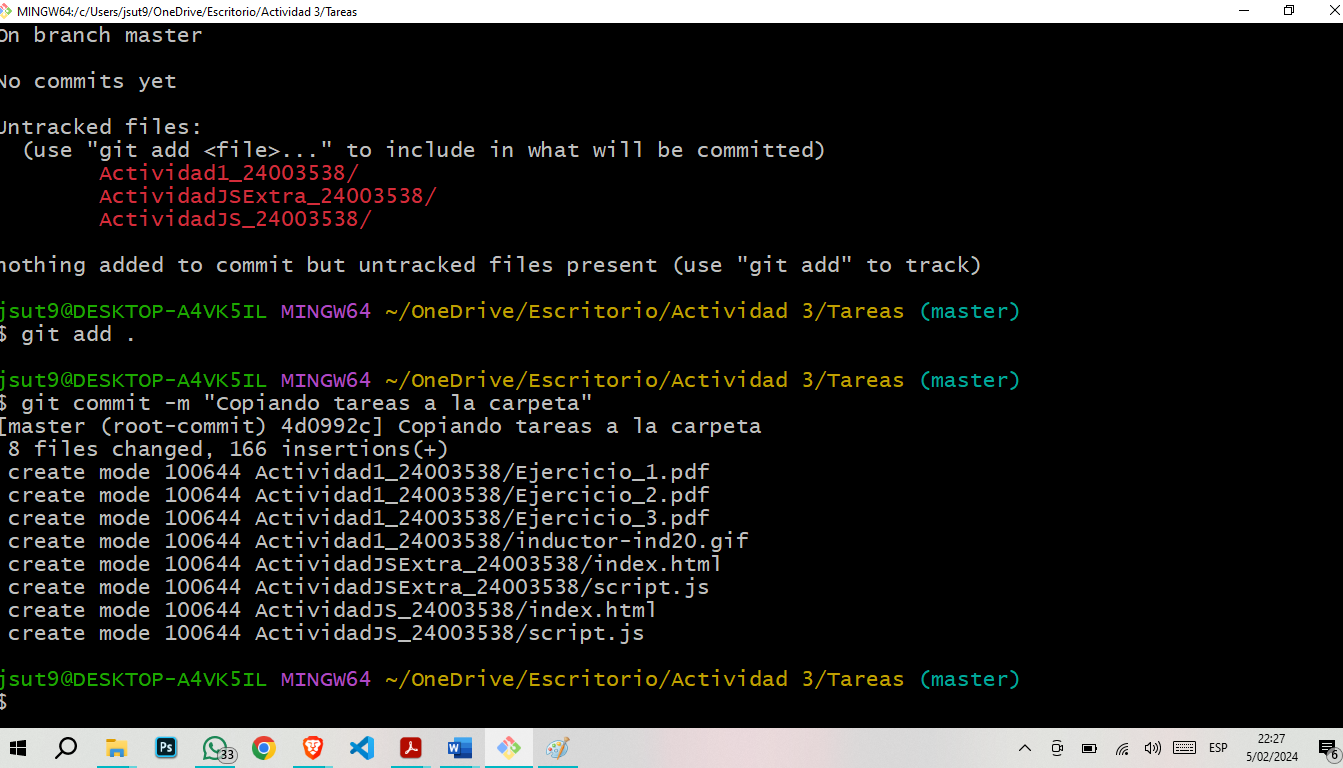 MINGW64:/c/Users/jsut9/OneDrive/Escritorio/Actividad 3/Tareas
On branch master
No commits yet
Untracked files:
(use "git add <file>..." to include in what will be committed)
Actividad1_24003538/
ActividadJSExtra_24003538/
ActividadJS_24003538/
nothing added to commit but untracked files present (use "git add" to track)
jsut9@DESKTOP-A4VK5IL MINGW64 ~/OneDrive/Escritorio/Actividad 3/Tareas (master)
$ git add .
jsut9@DESKTOP-A4VK5IL MINGW64 ~/OneDrive/Escritorio/Actividad 3/Tareas (master)
$ git commit -m "Copiando tareas a la carpeta"
[master (root-commit) 4d0992c] Copiando tareas a la carpeta
8 files changed, 166 insertions(+)
create mode 100644 Actividad1_24003538/Ejercicio_1.pdf
create mode 100644 Actividad1_24003538/Ejercicio_2.pdf
create mode 100644 Actividad1_24003538/Ejercicio_3.pdf
create mode 100644 Actividad1_24003538/inductor-ind20.gif
create mode 100644 ActividadJSExtra_24003538/index.html
create mode 100644 ActividadJSExtra_24003538/script.js
create mode 100644 ActividadJS_24003538/index.html
create mode 100644 ActividadJS_24003538/script.js
jsut9@DESKTOP-A4VK5IL MINGW64 ~/OneDrive/Escritorio/Actividad 3/Tareas (master)
$
Ps
33
W
ESP
22:27
5/02/2024
6